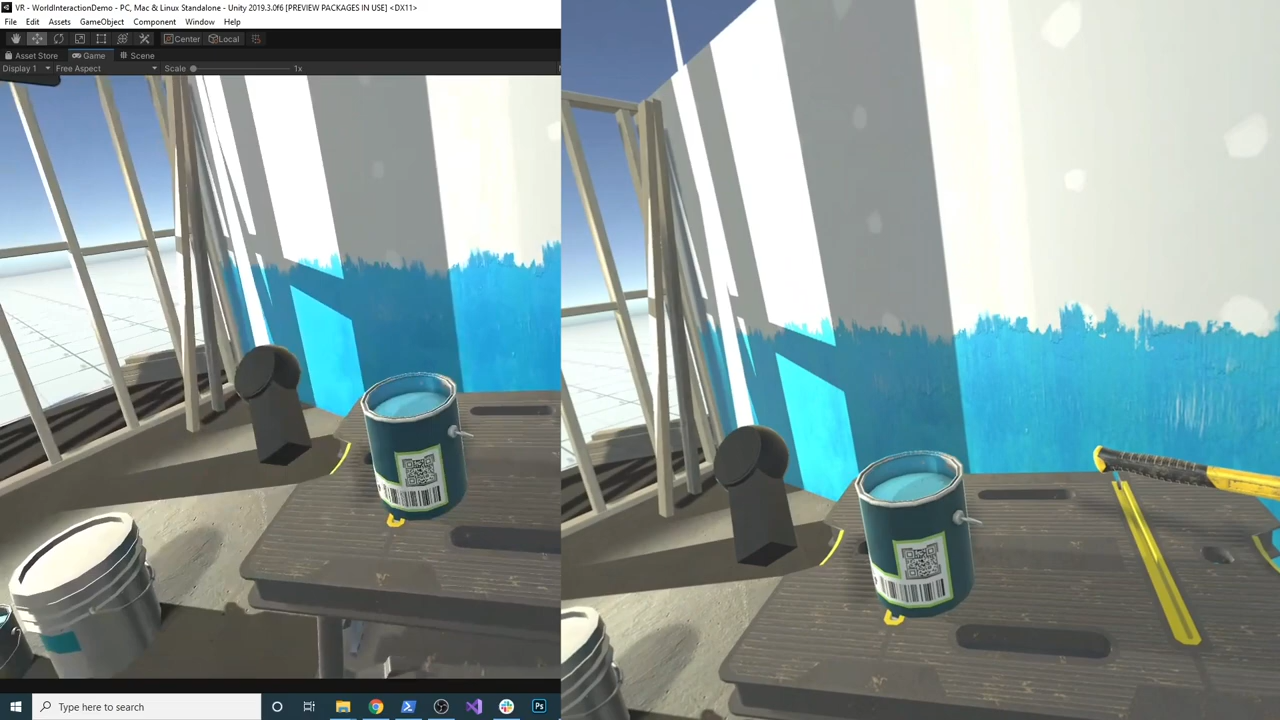 VR - WorldInteractionDemo - PC, Mac & Linux Standalone - Unity 2019.3.0f6 [PREVIEW PACKAGES IN USE] <DX11>
File Edit Assets GameObject Component Window Help
Center Local
Asset Store Game Scene
Display 1 Free Aspect Scale 1x
Type here to search
Ps